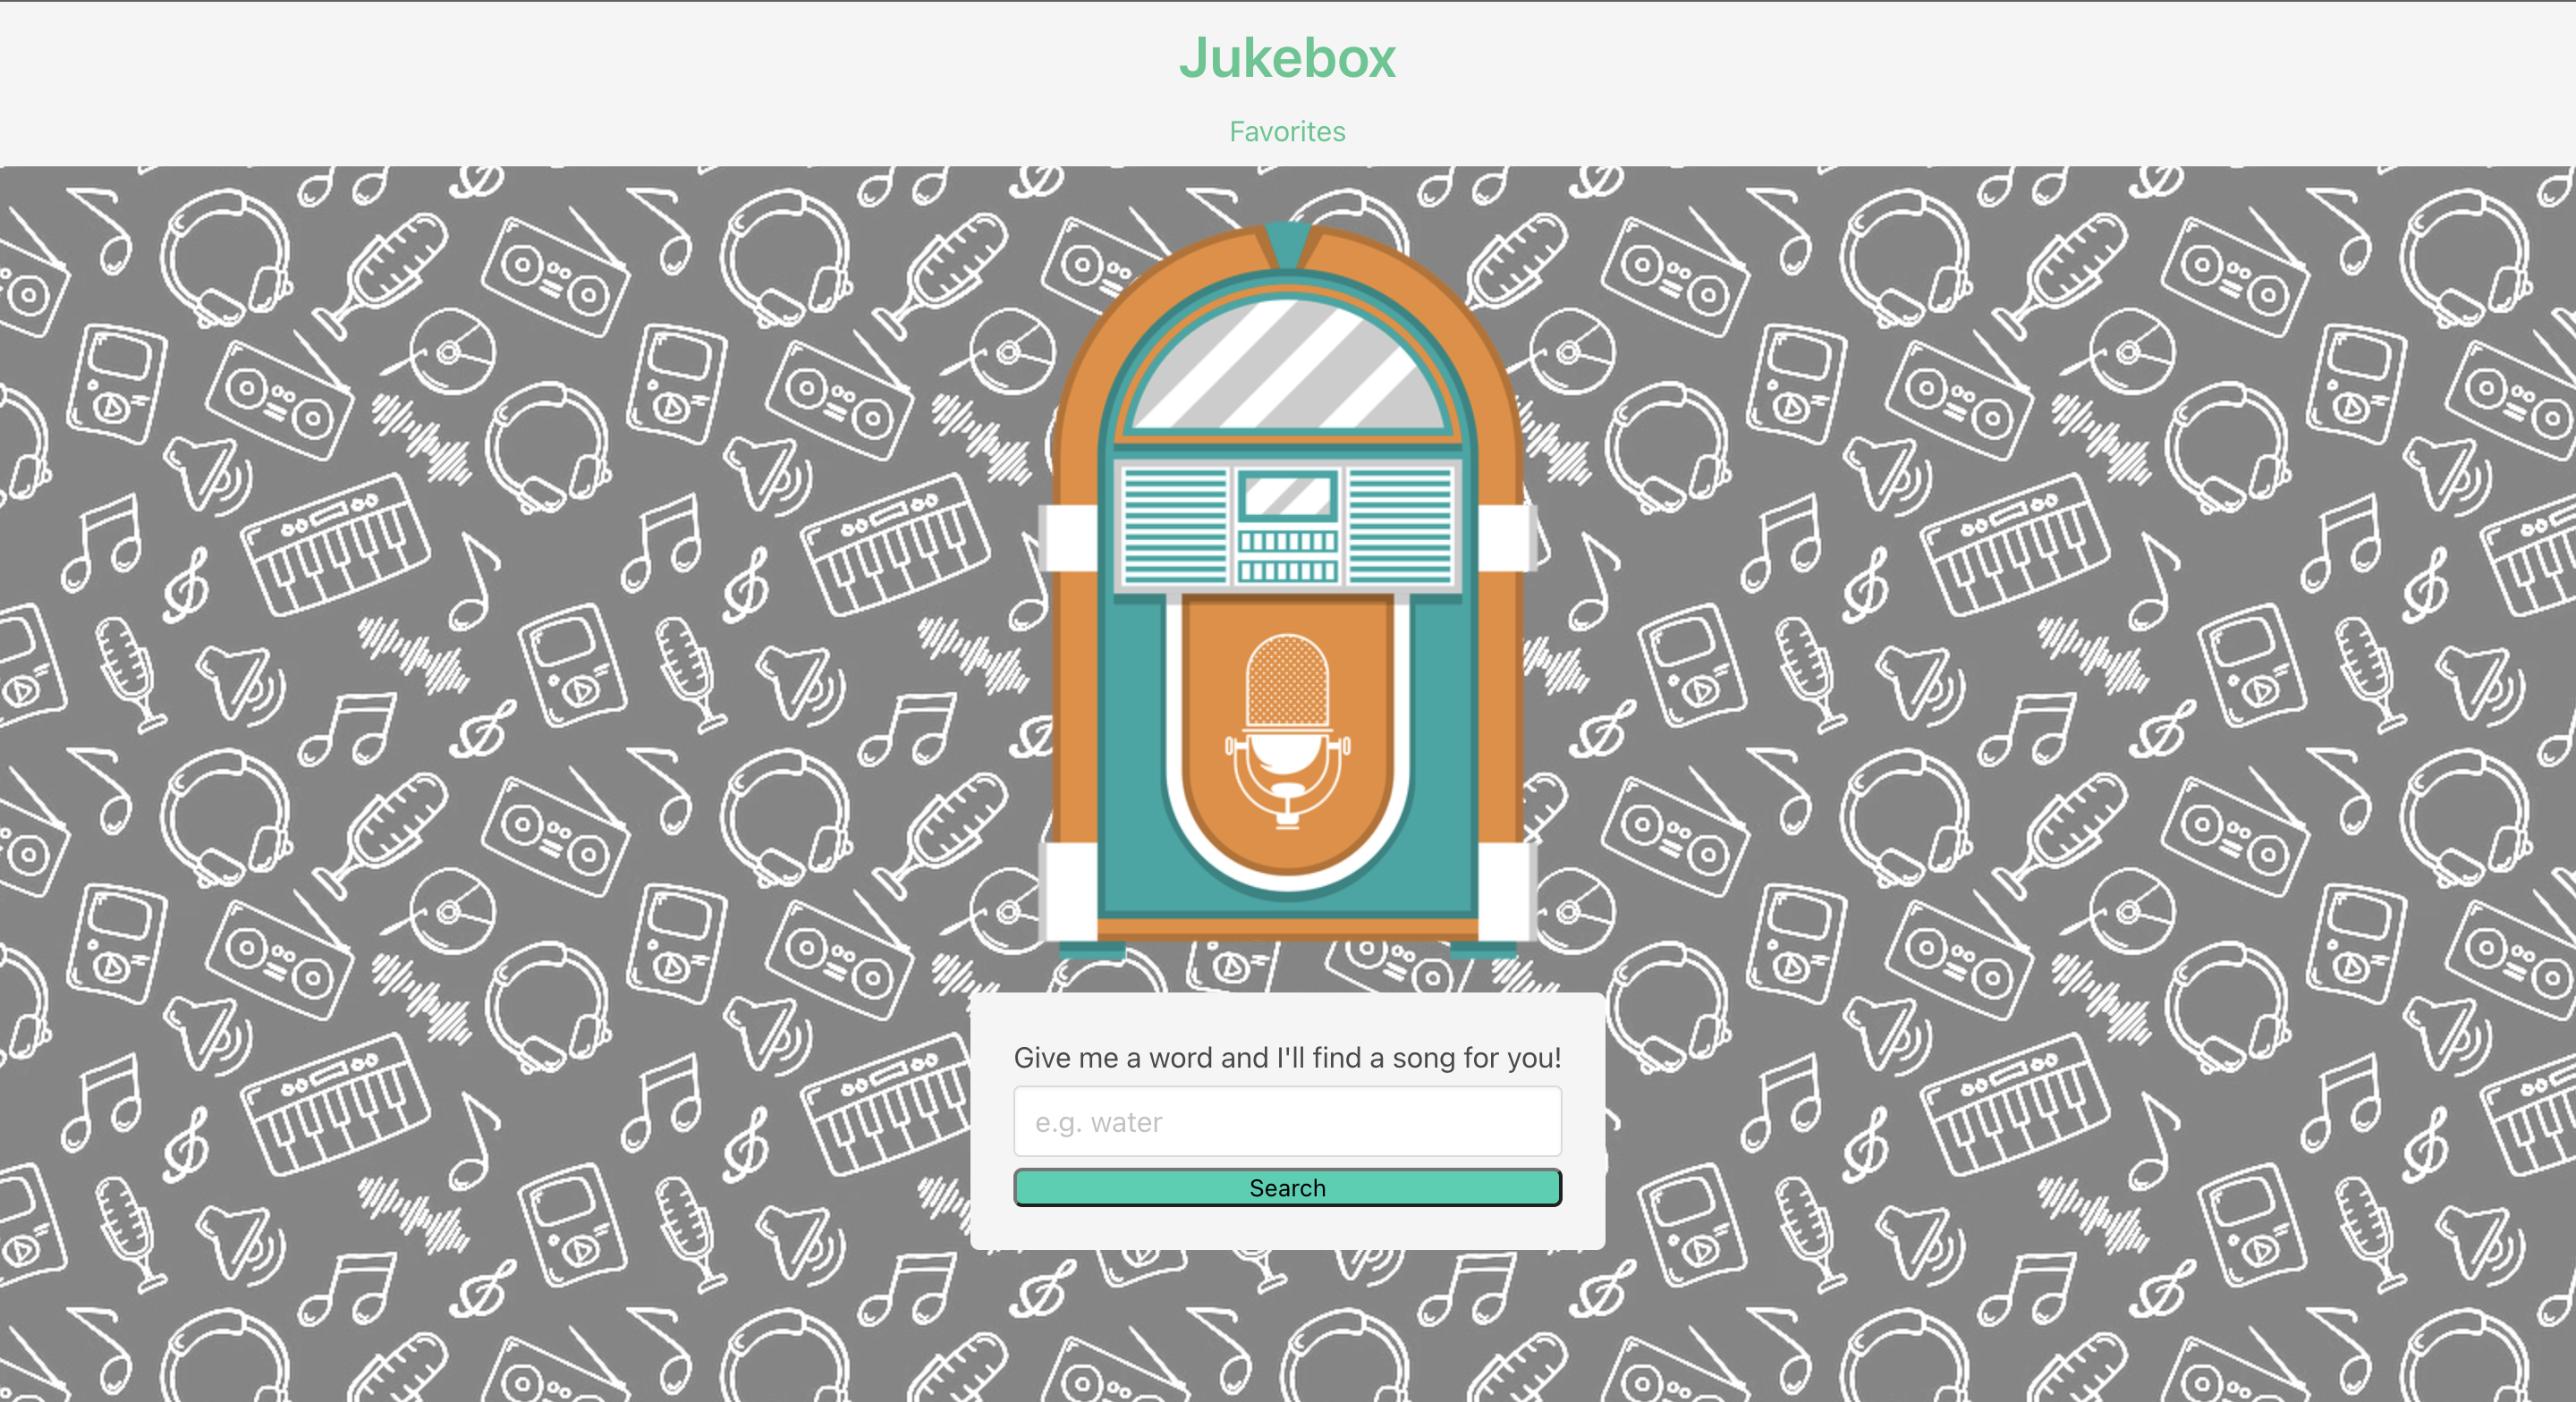 Jukebox
Favorites
Give me a word and I'll find a song for you!
e.g. water
Search